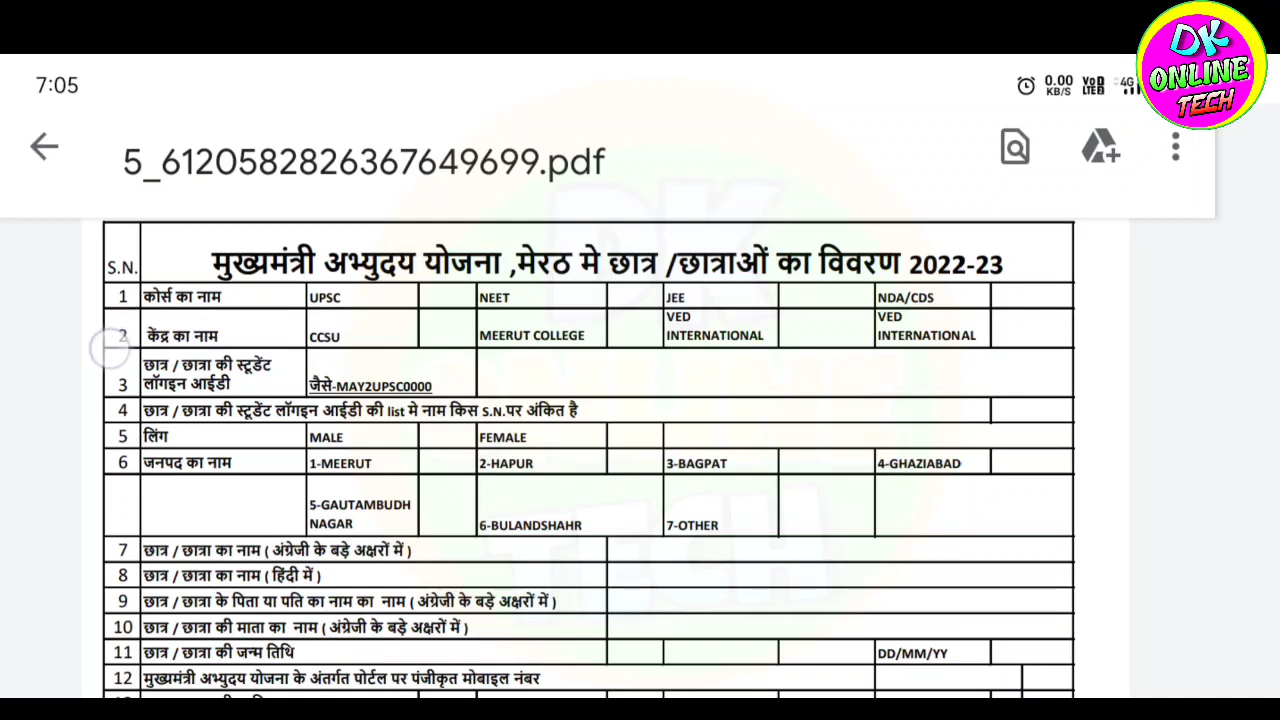 DK
ONLINE
TECH
7:05
0.00 KB/S
VoD LTE 2
4G
5_6120582826367649699.pdf
S.N. मुख्यमंत्री अभ्युदय योजना ,मेरठ मे छात्र /छात्राओं का विवरण 2022-23
1 कोर्स का नाम UPSC NEET JEE NDA/CDS
2 केंद्र का नाम CCSU MEERUT COLLEGE VED INTERNATIONAL VED INTERNATIONAL
3 छात्र / छात्रा की स्टूडेंट लॉगइन आईडी जैसे-MAY2UPSC0000
4 छात्र / छात्रा की स्टूडेंट लॉगइन आईडी की list मे नाम किस S.N.पर अंकित है
5 लिंग MALE FEMALE
6 जनपद का नाम 1-MEERUT 2-HAPUR 3-BAGPAT 4-GHAZIABAD
5-GAUTAMBUDH NAGAR 6-BULANDSHAHR 7-OTHER
7 छात्र / छात्रा का नाम ( अंग्रेजी के बड़े अक्षरों में )
8 छात्र / छात्रा का नाम ( हिंदी में )
9 छात्र / छात्रा के पिता या पति का नाम का नाम ( अंग्रेजी के बड़े अक्षरों में )
10 छात्र / छात्रा की माता का नाम ( अंग्रेजी के बड़े अक्षरों में )
11 छात्र / छात्रा की जन्म तिथि DD/MM/YY
12 मुख्यमंत्री अभ्युदय योजना के अंतर्गत पोर्टल पर पंजीकृत मोबाइल नंबर